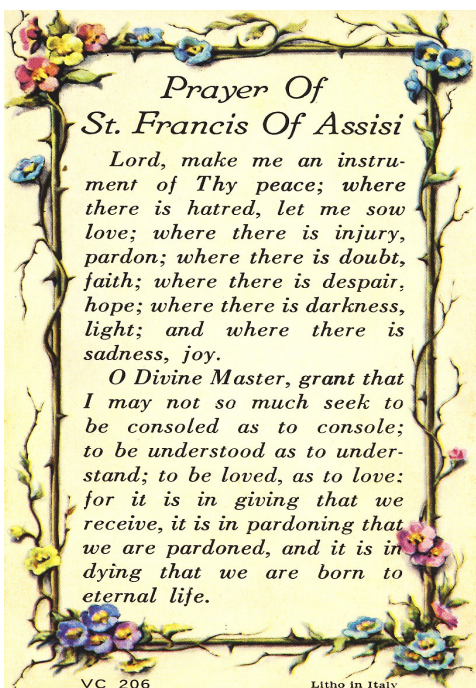 Prayer Of
St. Francis Of Assisi
Lord, make me an instru-
ment of Thy peace; where
there is hatred, let me sow
love; where there is injury,
pardon; where there is doubt,
faith; where there is despair,
hope; where there is darkness,
light; and where there is
sadness, joy.
O Divine Master, grant that
I may not so much seek to
be consoled as to console;
to be understood as to under-
stand; to be loved, as to love:
for it is in giving that we
receive, it is in pardoning that
we are pardoned, and it is in
dying that we are born to
eternal life.
VC 206 Litho in Italy